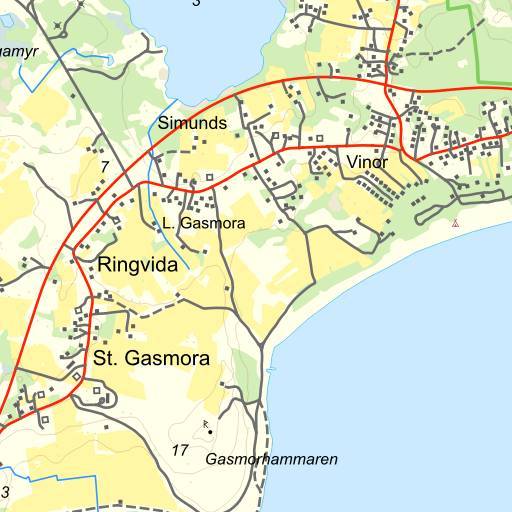 3
Simunds
7
Vinor
L. Gasmora
Ringvida
St. Gasmora
17
Gasmorhammaren
3